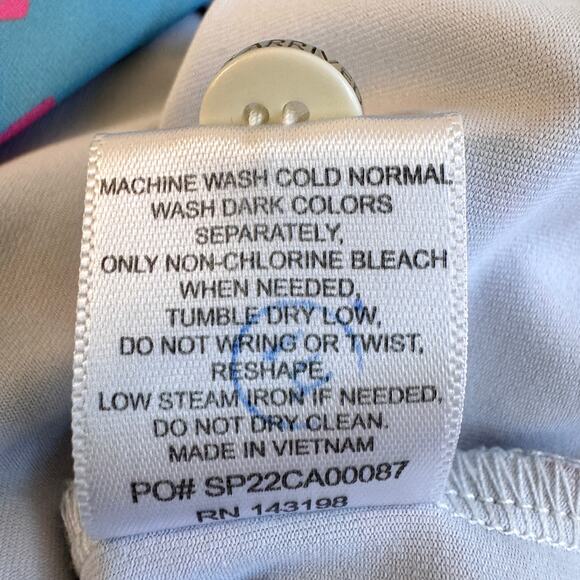 ARRIVE
MACHINE WASH COLD NORMAL
WASH DARK COLORS
SEPARATELY,
ONLY NON-CHLORINE BLEACH
WHEN NEEDED,
TUMBLE DRY LOW,
DO NOT WRING OR TWIST,
RESHAPE,
LOW STEAM IRON IF NEEDED,
DO NOT DRY CLEAN.
MADE IN VIETNAM
PO# SP22CA00087
RN 143198